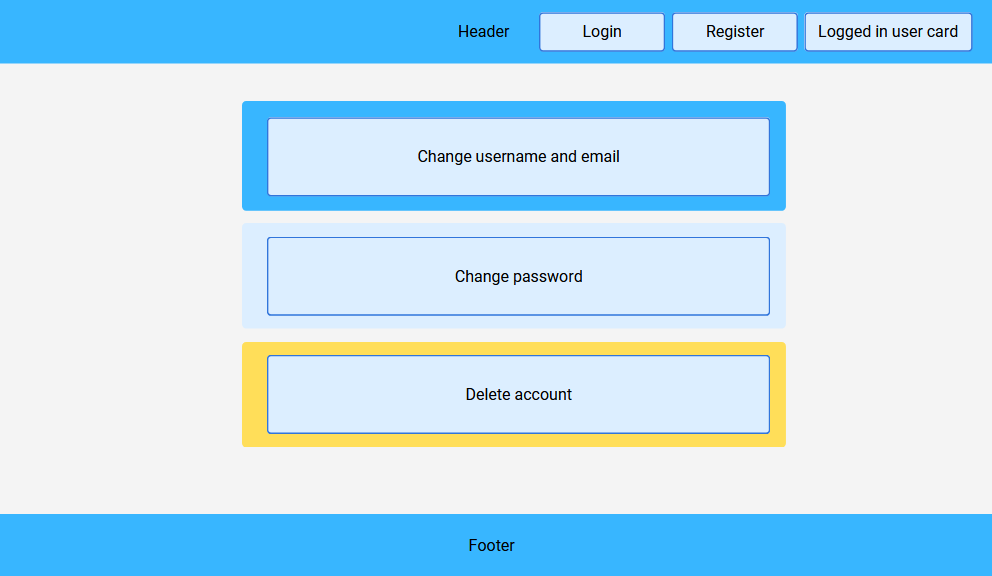 Header
Login
Register
Logged in user card
Change username and email
Change password
Delete account
Footer